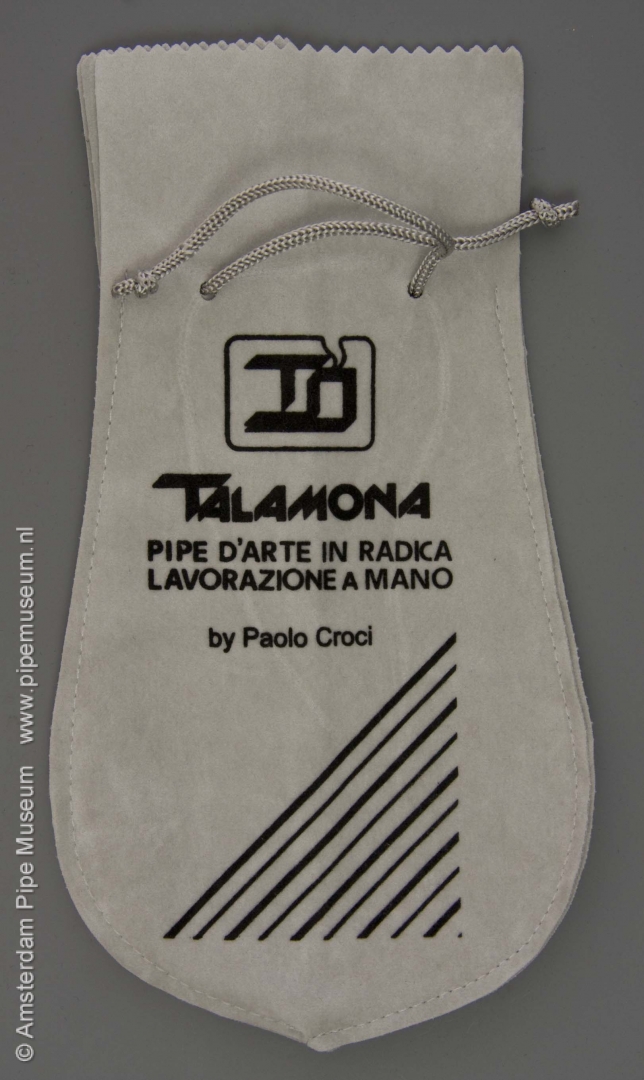 TALAMONA
PIPE D'ARTE IN RADICA
LAVORAZIONE A MANO
by Paolo Croci
© Amsterdam Pipe Museum www.pipemuseum.nl